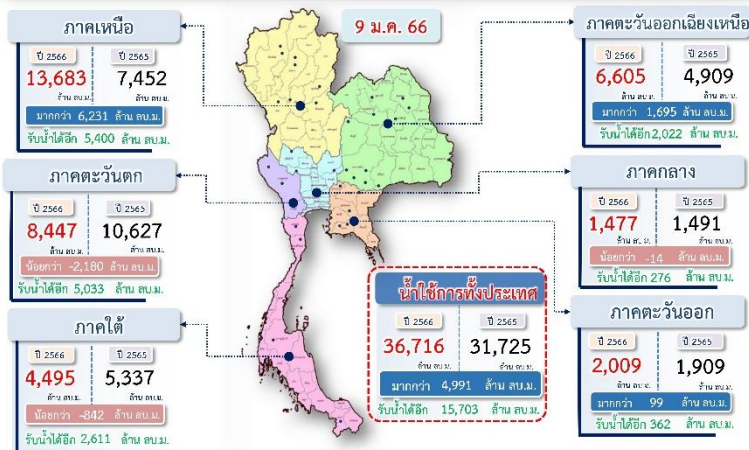 ภาคเหนือ
ปี 2566 ปี 2565
13,683 7,452
ล้าน ลบ.ม. ล้าน ลบ.ม.
มากกว่า 6,231 ล้าน ลบ.ม.
รับน้ำได้อีก 5,400 ล้าน ลบ.ม.
9 ม.ค. 66
ภาคตะวันออกเฉียงเหนือ
ปี 2566 ปี 2565
6,605 4,909
ล้าน ลบ.ม. ล้าน ลบ.ม.
มากกว่า 1,695 ล้าน ลบ.ม.
รับน้ำได้อีก2,022 ล้าน ลบ.ม.
ภาคตะวันตก
ปี 2566 ปี 2565
8,447 10,627
ล้าน ลบ.ม. ล้าน ลบ.ม.
น้อยกว่า -2,180 ล้าน ลบ.ม.
รับน้ำได้อีก 5,033 ล้าน ลบ.ม.
ภาคกลาง
ปี 2566 ปี 2565
1,477 1,491
ล้าน ลบ.ม. ล้าน ลบ.ม.
น้อยกว่า -14 ล้าน ลบ.ม.
รับน้ำได้อีก 276 ล้าน ลบ.ม.
ภาคใต้
ปี 2566 ปี 2565
4,495 5,337
ล้าน ลบ.ม. ล้าน ลบ.ม.
น้อยกว่า -842 ล้าน ลบ.ม.
รับน้ำได้อีก 2,611 ล้าน ลบ.ม.
น้ำใช้การทั้งประเทศ
ปี 2566 ปี 2565
36,716 31,725
ล้าน ลบ.ม. ล้าน ลบ.ม.
มากกว่า 4,991 ล้าน ลบ.ม.
รับน้ำได้อีก 15,703 ล้าน ลบ.ม.
ภาคตะวันออก
ปี 2566 ปี 2565
2,009 1,909
ล้าน ลบ.ม. ล้าน ลบ.ม.
มากกว่า 99 ล้าน ลบ.ม.
รับน้ำได้อีก 362 ล้าน ลบ.ม.